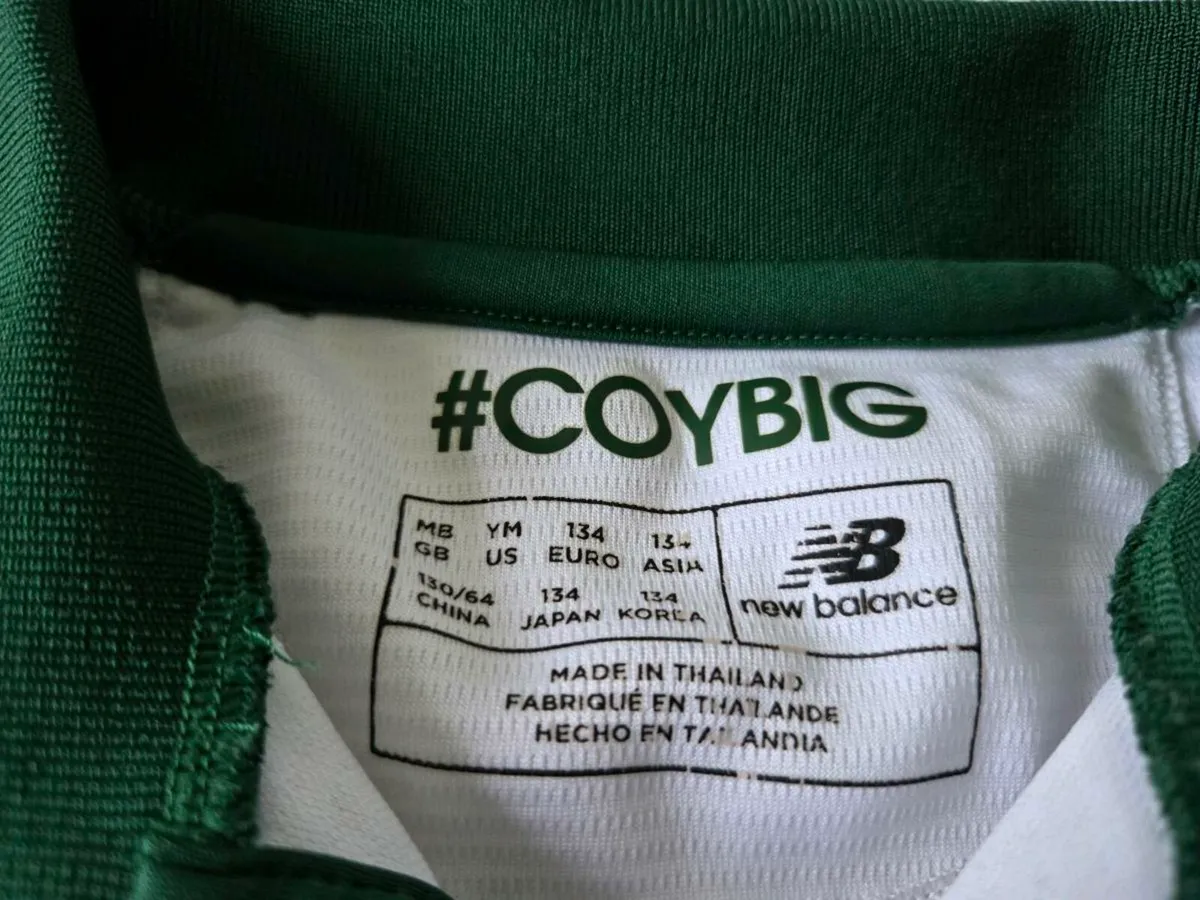 #COYBIG
MB YM 134 134
GB US EURO ASIA
130/64 134 134
CHINA JAPAN KOREA
new balance
MADE IN THAILAND
FABRIQUÉ EN THAÏLANDE
HECHO EN TAILANDIA